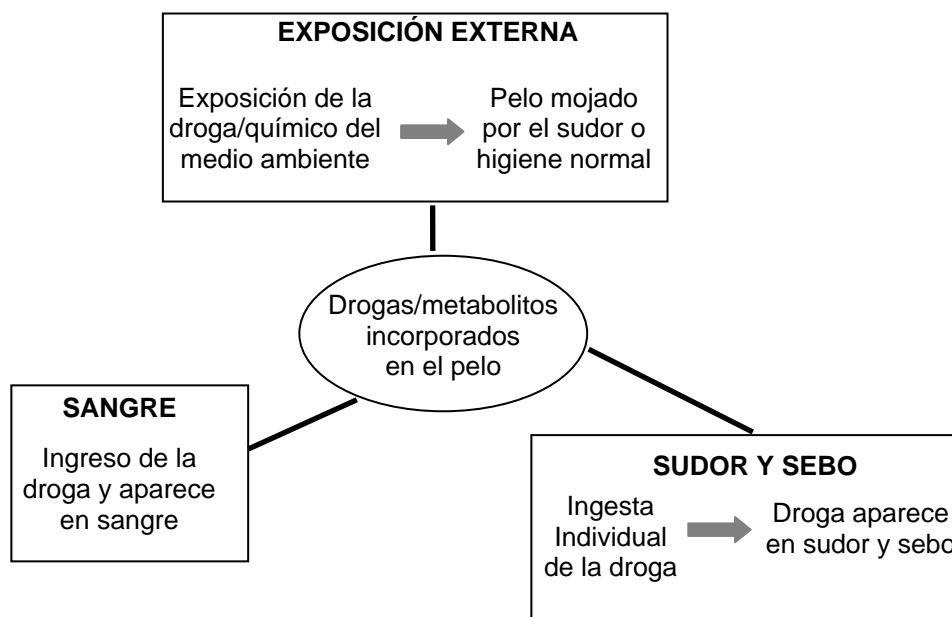 EXPOSICIÓN EXTERNA
Exposición de la
droga/químico del
medio ambiente
Pelo mojado
por el sudor o
higiene normal
Drogas/metabolitos
incorporados
en el pelo
SANGRE
Ingreso de la
droga y aparece
en sangre
SUDOR Y SEBO
Ingesta
Individual
de la droga
Droga aparece
en sudor y sebo